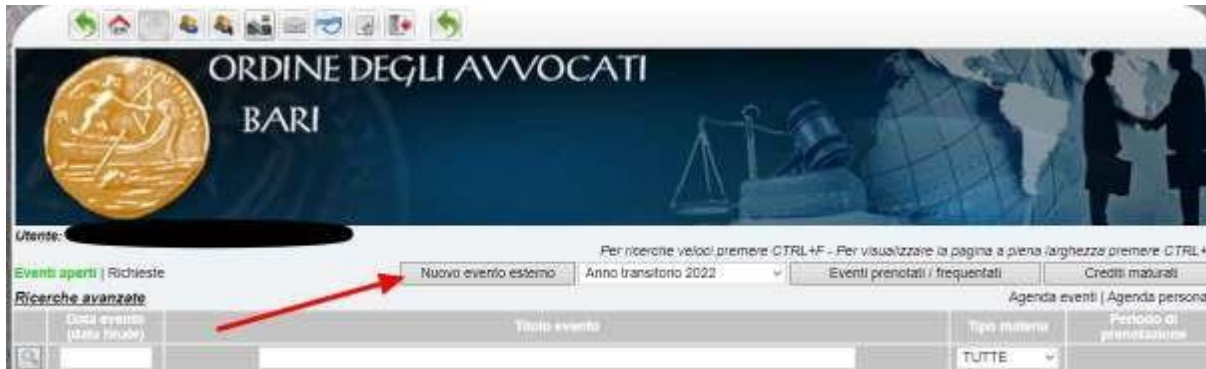 ORDINE DEGLI AVVOCATI
BARI
Utente:
Per ricerche veloci premere CTRL+F - Per visualizzare la pagina a piena larghezza premere CTRL+
Eventi aperti | Richieste
Nuovo evento esterno
Anno transitorio 2022
Eventi prenotati / frequentati
Crediti maturati
Ricerche avanzate
Agenda eventi | Agenda persona
Data evento
(data finale)
Titolo evento
Tipo materia
Periodo di
prenotazione
TUTTE